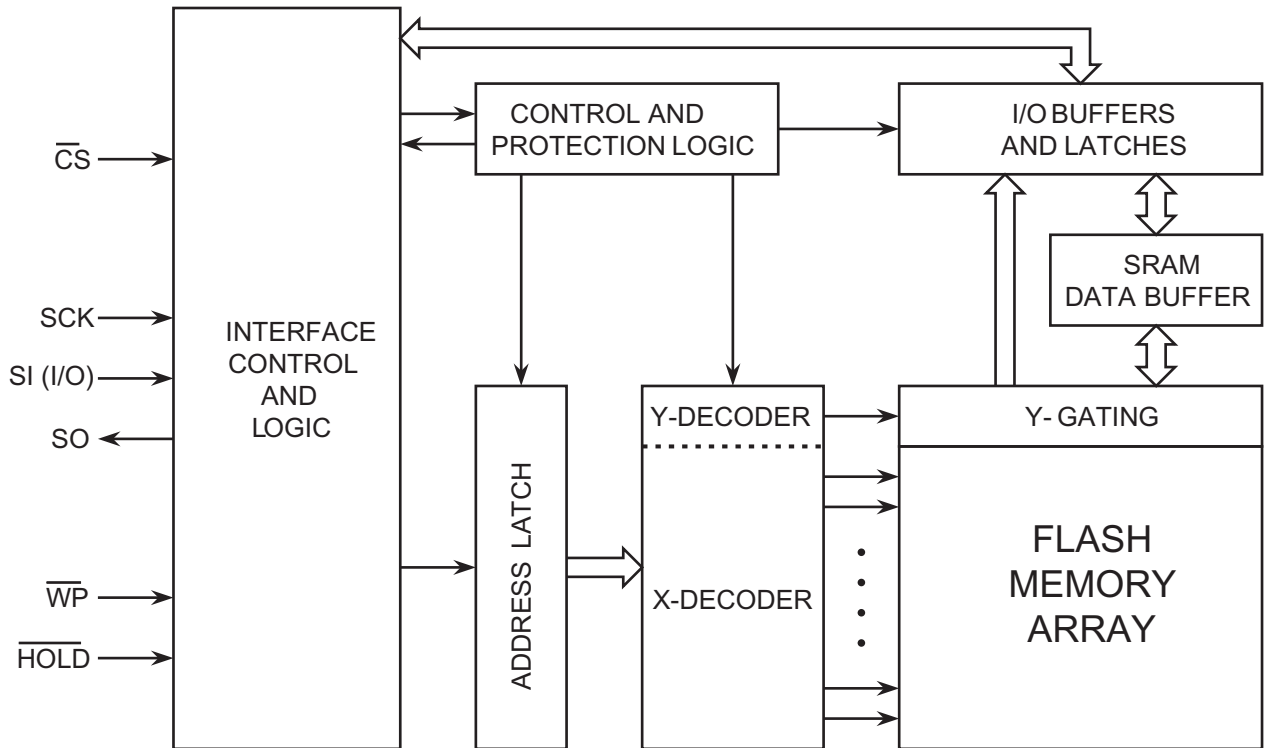 CS
SCK
SI (I/O)
SO
WP
HOLD
INTERFACE
CONTROL
AND
LOGIC
CONTROL AND
PROTECTION LOGIC
I/O BUFFERS
AND LATCHES
SRAM
DATA BUFFER
ADDRESS LATCH
Y-DECODER
X-DECODER
Y- GATING
FLASH
MEMORY
ARRAY